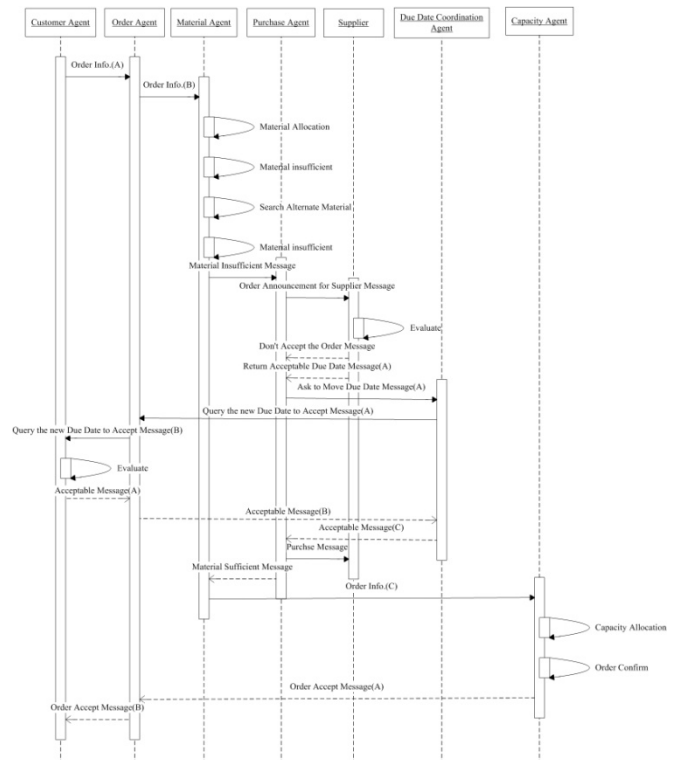 Customer Agent
Order Agent
Material Agent
Purchase Agent
Supplier
Due Date Coordination
Agent
Capacity Agent
Order Info.(A)
Order Info.(B)
Material Allocation
Material insufficient
Search Alternate Material
Material insufficient
Material Insufficient Message
Order Announcement for Supplier Message
Evaluate
Don't Accept the Order Message
Return Acceptable Due Date Message(A)
Ask to Move Due Date Message(A)
Query the new Due Date to Accept Message(A)
Query the new Due Date to Accept Message(B)
Evaluate
Acceptable Message(A)
Acceptable Message(B)
Acceptable Message(C)
Purchse Message
Material Sufficient Message
Order Info.(C)
Capacity Allocation
Order Confirm
Order Accept Message(A)
Order Accept Message(B)